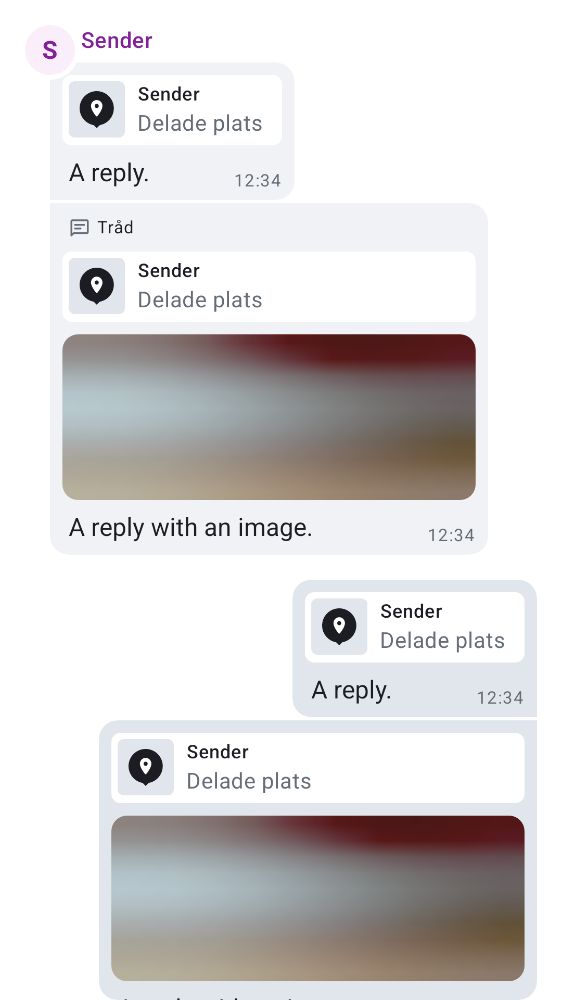 S
Sender
Sender
Delade plats
A reply.
12:34
Tråd
Sender
Delade plats
A reply with an image.
12:34
Sender
Delade plats
A reply.
12:34
Sender
Delade plats